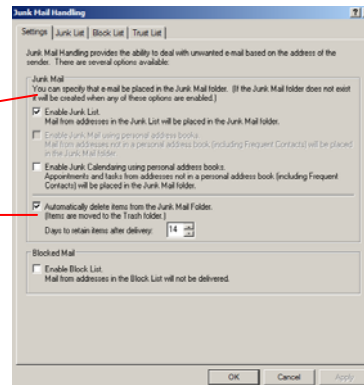 Junk Mail Handling
Settings Junk List Block List Trust List
Junk Mail Handling provides the ability to deal with unwanted e-mail based on the address of the
sender. There are several options available:
Junk Mail
You can specify that e-mail be placed in the Junk Mail folder. (If the Junk Mail folder does not exist
it will be created when any of these options are enabled.)
Enable Junk List.
Mail from addresses in the Junk List will be placed in the Junk Mail folder.
Enable Junk Mail using personal address books.
Mail from addresses not in a personal address book (including Frequent Contacts) will be placed
in the Junk Mail folder.
Enable Junk Calendaring using personal address books.
Appointments and tasks from addresses not in a personal address book (including Frequent
Contacts) will be placed in the Junk Mail folder.
Automatically delete items from the Junk Mail Folder.
(Items are moved to the Trash folder.)
Days to retain items after delivery: 14
Blocked Mail
Enable Block List.
Mail from addresses in the Block List will not be delivered.
OK Cancel Apply